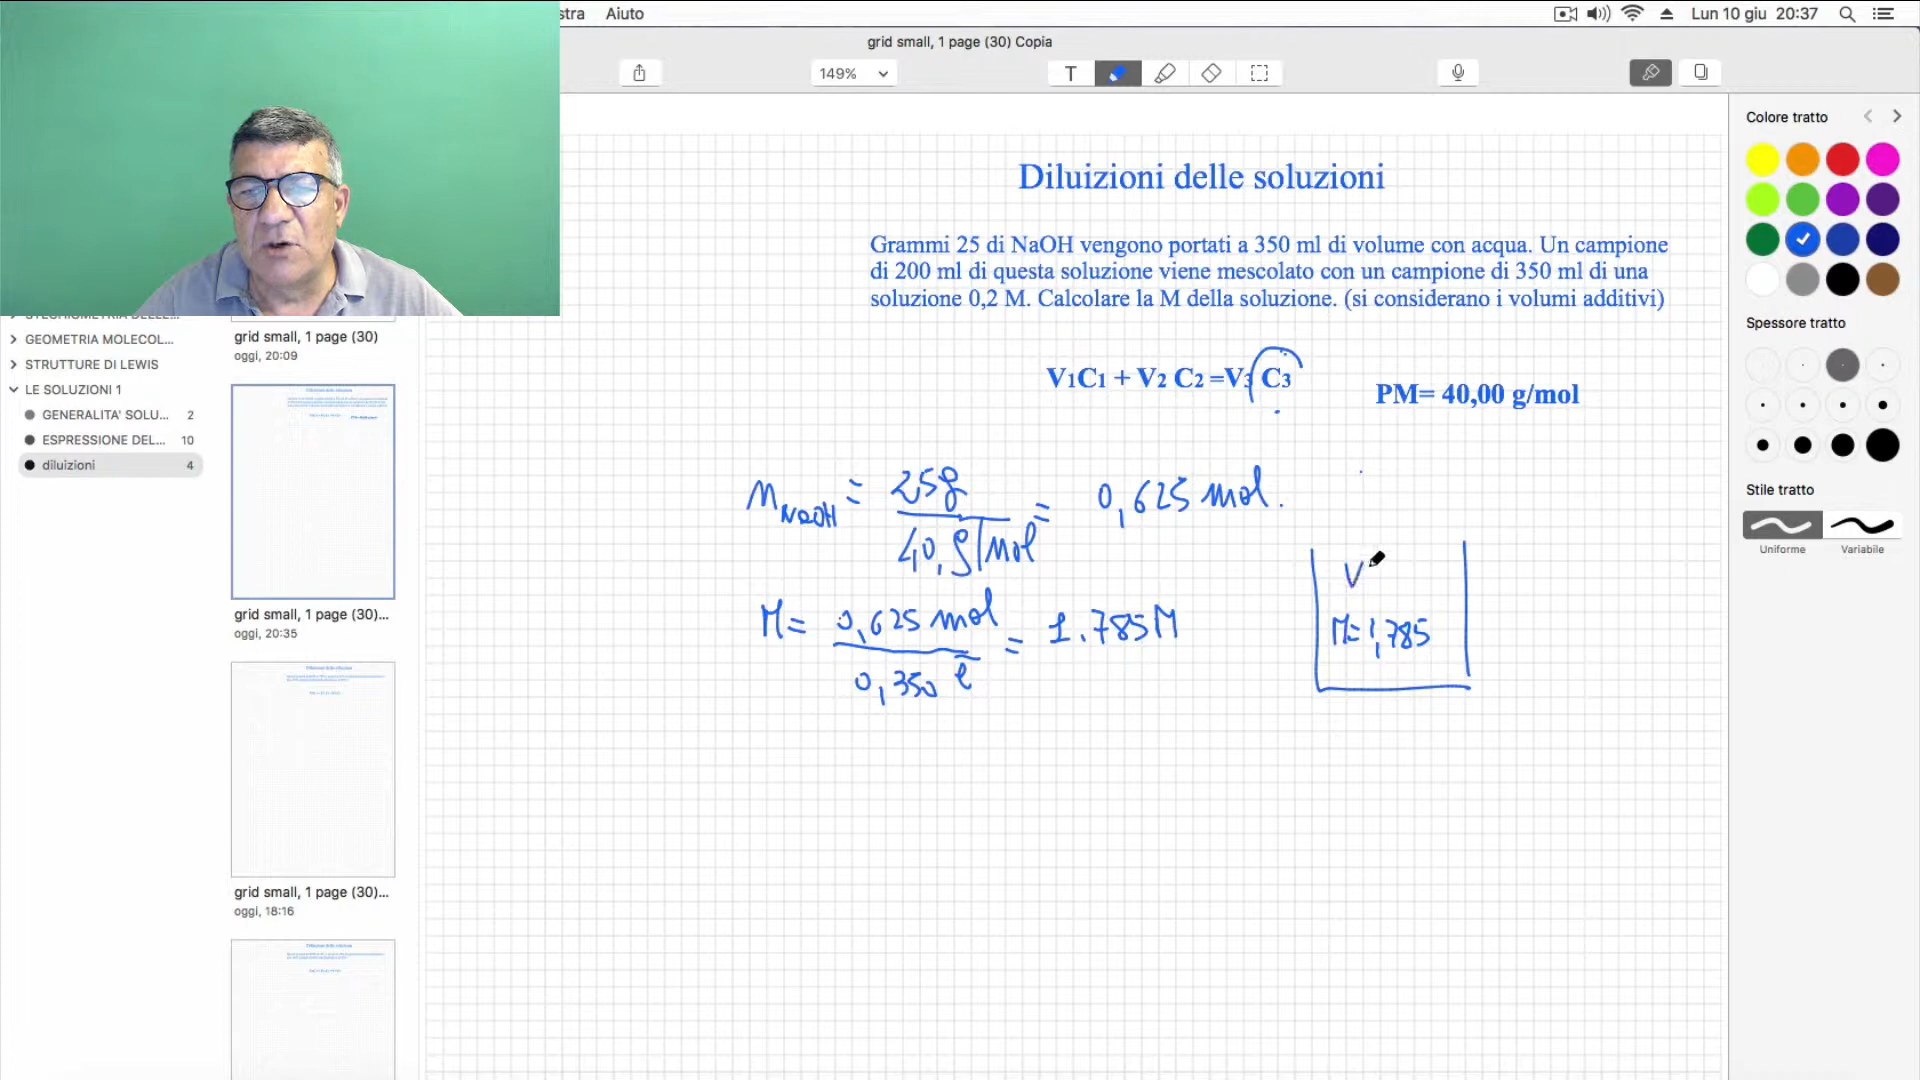 stra Aiuto
Lun 10 giu 20:37
grid small, 1 page (30) Copia
149%
T
Diluizioni delle soluzioni
Grammi 25 di NaOH vengono portati a 350 ml di volume con acqua. Un campione
di 200 ml di questa soluzione viene mescolato con un campione di 350 ml di una
soluzione 0,2 M. Calcolare la M della soluzione. (si considerano i volumi additivi)
V1C1 + V2 C2 =V3 C3
PM= 40,00 g/mol
n NaOH = 25g / 40, g/mol = 0,625 mol.
M= 0,625 mol / 0,350 l = 1.785 M
V
M=1,785
grid small, 1 page (30)
oggi, 20:09
GEOMETRIA MOLECOL...
STRUTTURE DI LEWIS
LE SOLUZIONI 1
GENERALITA' SOLU... 2
ESPRESSIONE DEL... 10
diluizioni 4
grid small, 1 page (30)...
oggi, 20:35
grid small, 1 page (30)...
oggi, 18:16
Colore tratto
Spessore tratto
Stile tratto
Uniforme
Variabile